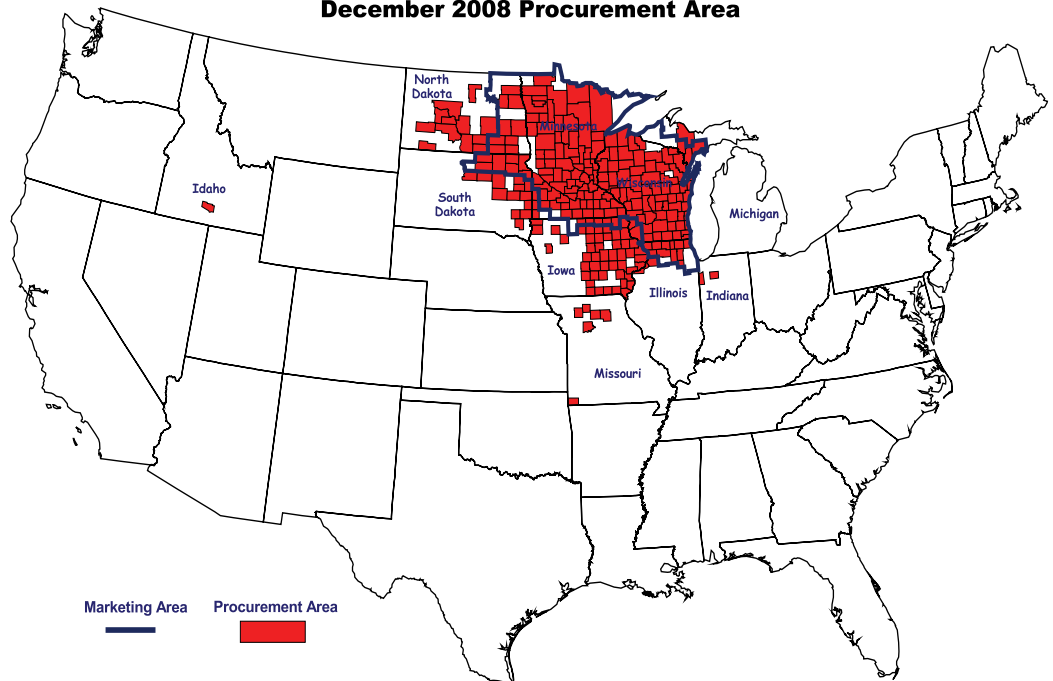 December 2008 Procurement Area
North
Dakota
Minnesota
Wisconsin
Idaho
South
Dakota
Michigan
Iowa
Illinois
Indiana
Missouri
Marketing Area
Procurement Area